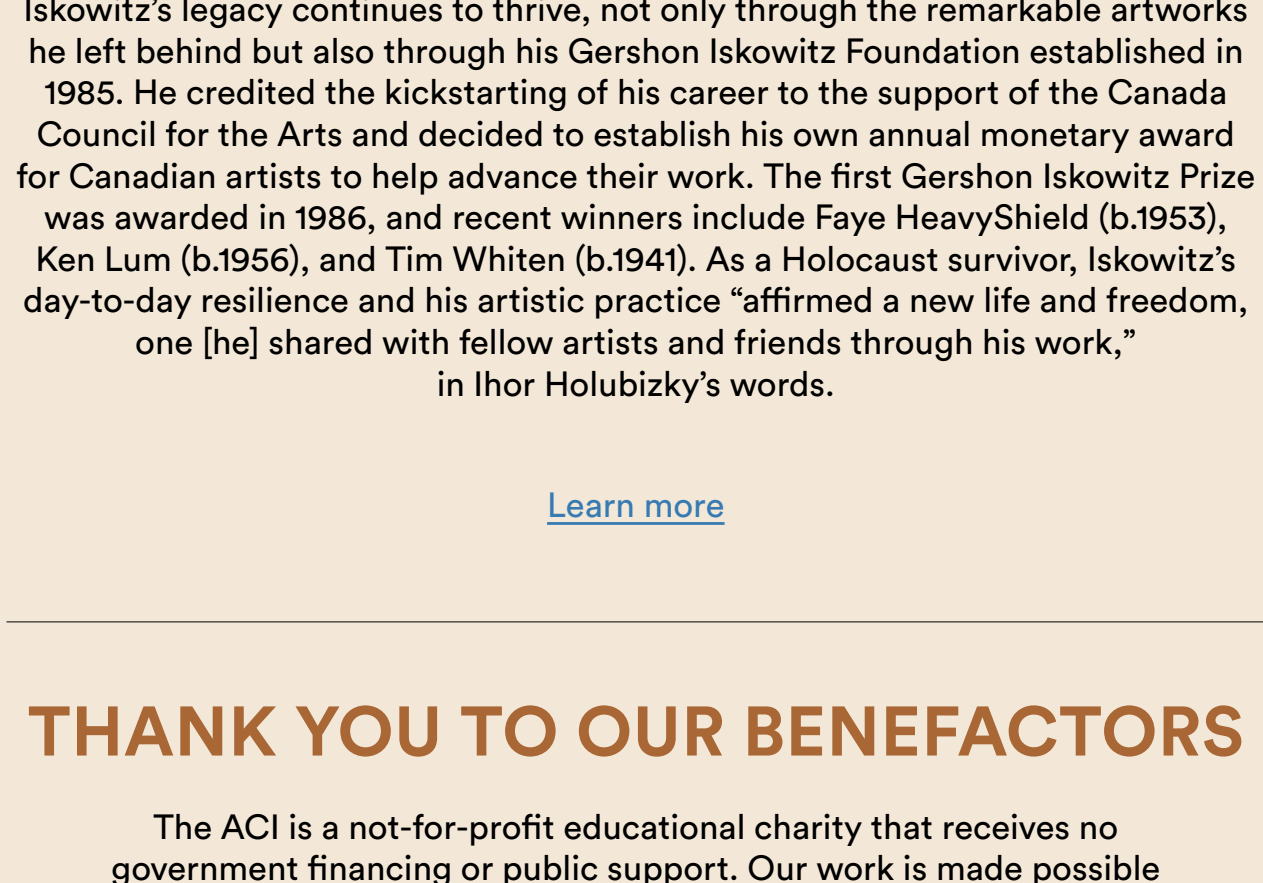 Iskowitz’s legacy continues to thrive, not only through the remarkable artworks
he left behind but also through his Gershon Iskowitz Foundation established in
1985. He credited the kickstarting of his career to the support of the Canada
Council for the Arts and decided to establish his own annual monetary award
for Canadian artists to help advance their work. The first Gershon Iskowitz Prize
was awarded in 1986, and recent winners include Faye HeavyShield (b.1953),
Ken Lum (b.1956), and Tim Whiten (b.1941). As a Holocaust survivor, Iskowitz’s
day-to-day resilience and his artistic practice “affirmed a new life and freedom,
one [he] shared with fellow artists and friends through his work,”
in Ihor Holubizky’s words.
Learn more
THANK YOU TO OUR BENEFACTORS
The ACI is a not-for-profit educational charity that receives no
government financing or public support. Our work is made possible